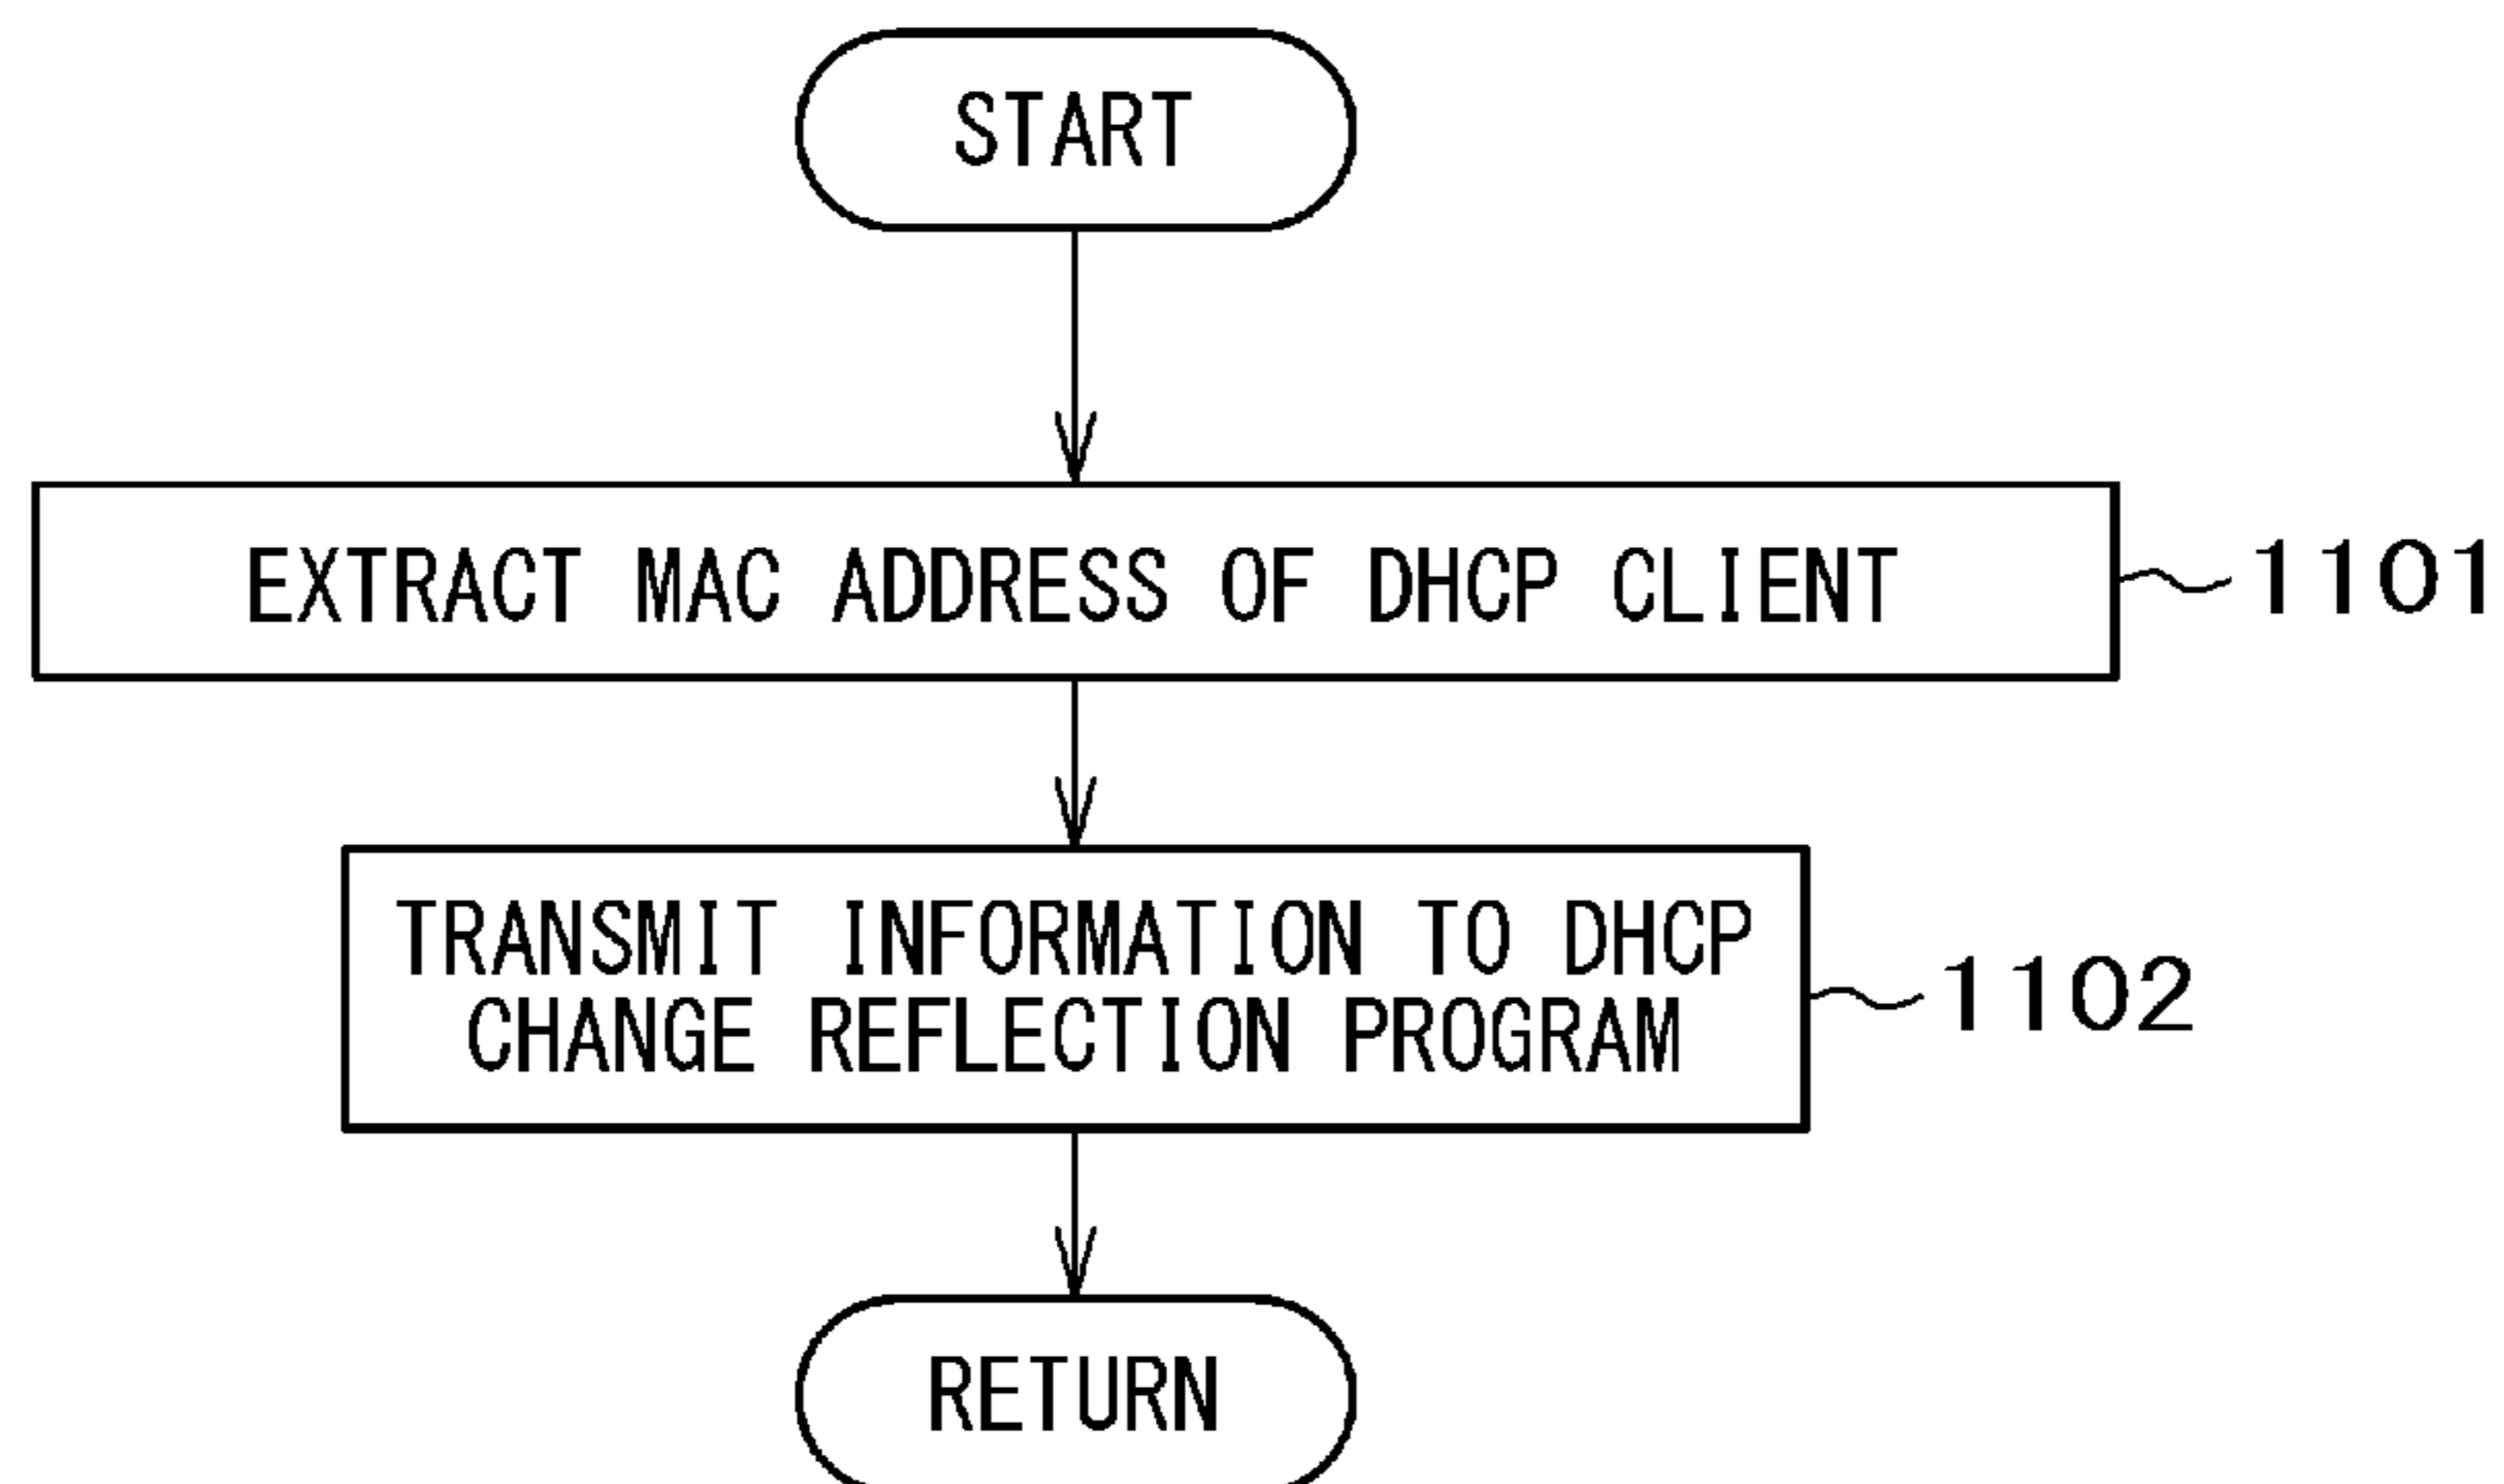 START
EXTRACT MAC ADDRESS OF DHCP CLIENT
1101
TRANSMIT INFORMATION TO DHCP
CHANGE REFLECTION PROGRAM
1102
RETURN